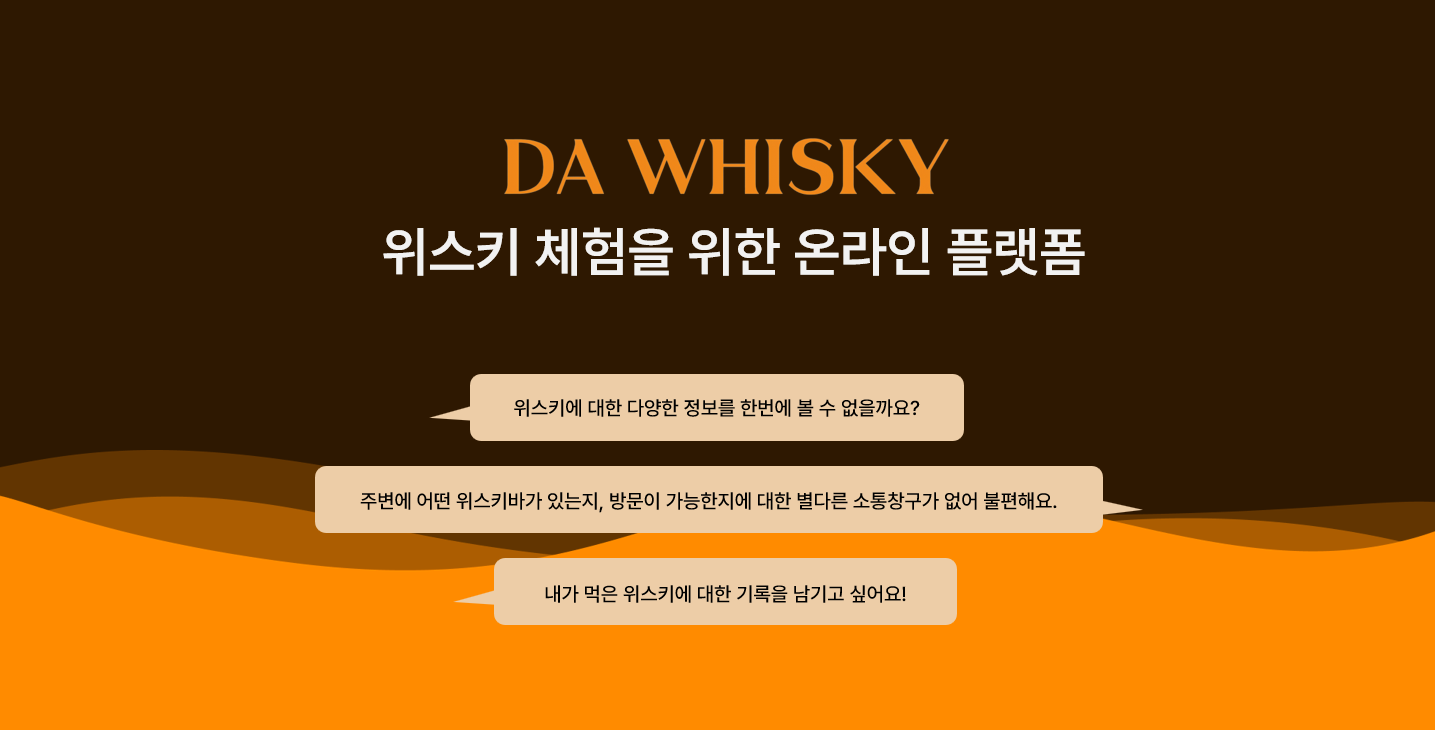 DA WHISKY
위스키 체험을 위한 온라인 플랫폼
위스키에 대한 다양한 정보를 한번에 볼 수 없을까요?
주변에 어떤 위스키바가 있는지, 방문이 가능한지에 대한 별다른 소통창구가 없어 불편해요.
내가 먹은 위스키에 대한 기록을 남기고 싶어요!